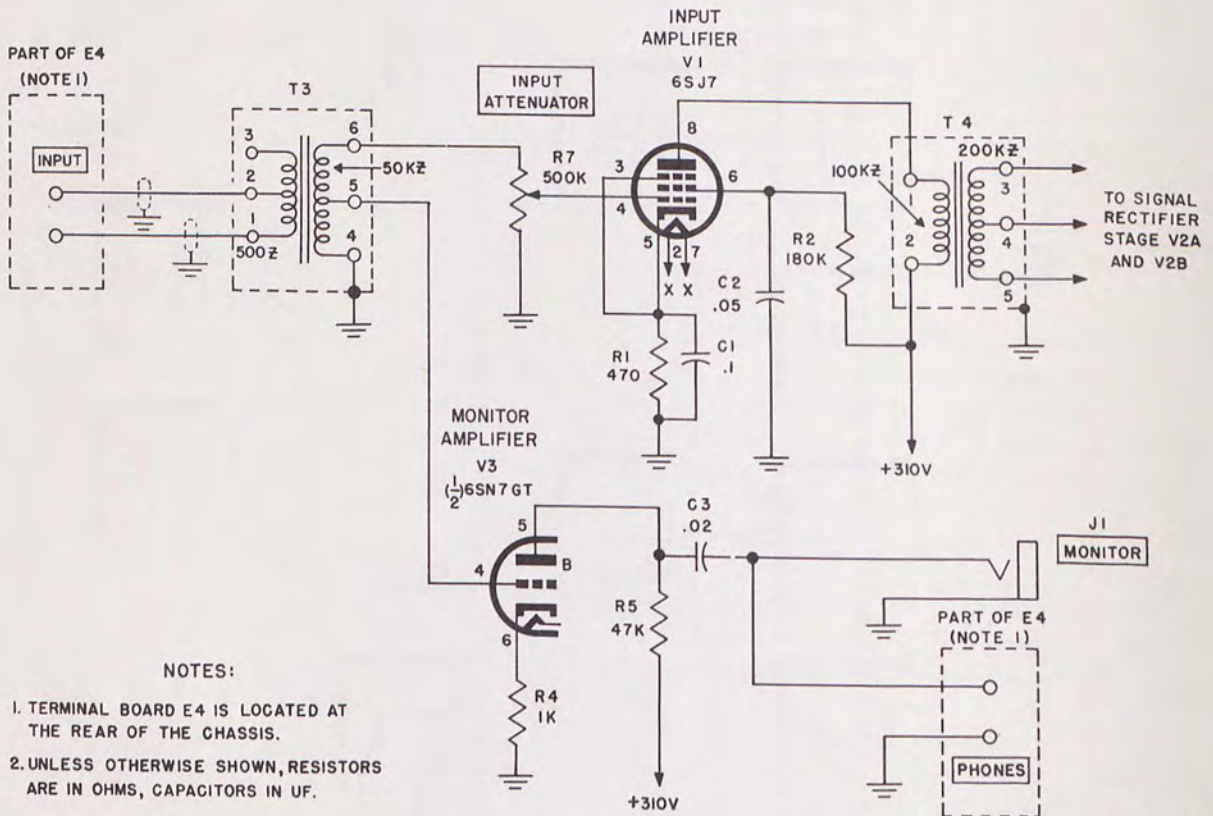 PART OF E4
(NOTE 1)
INPUT
T3
3
2
1
500Z
6
50KZ
5
4
INPUT
ATTENUATOR
R7
500K
INPUT
AMPLIFIER
V1
6SJ7
8
3
4
6
5
2
7
X X
R1
470
C1
.1
C2
.05
R2
180K
T4
200KZ
100KZ
2
3
4
5
+310V
TO SIGNAL
RECTIFIER
STAGE V2A
AND V2B
MONITOR
AMPLIFIER
V3
(1/2)6SN7GT
5
B
4
6
R4
1K
C3
.02
R5
47K
+310V
J1
MONITOR
PART OF E4
(NOTE 1)
PHONES
NOTES:
1. TERMINAL BOARD E4 IS LOCATED AT
THE REAR OF THE CHASSIS.
2. UNLESS OTHERWISE SHOWN, RESISTORS
ARE IN OHMS, CAPACITORS IN UF.